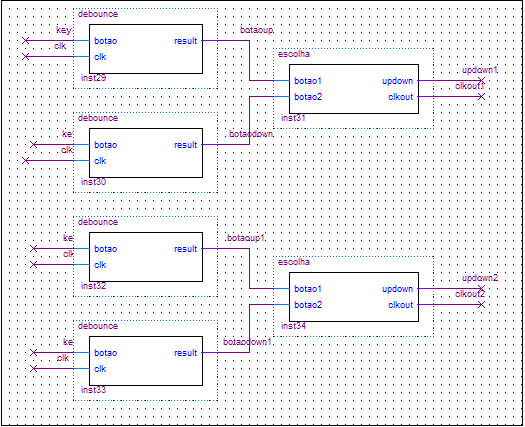 debounce
key
botao result
clk
clk
inst29
botaoup
escolha
botao1 updown
botao2 clkout
inst31
updown1
clkout1
debounce
ke
botao result
clk
clk
inst30
botaodown
debounce
ke
botao result
clk
clk
inst32
botaoup1
escolha
botao1 updown
botao2 clkout
inst34
updown2
clkout2
debounce
ke
botao result
clk
clk
inst33
botaodown1